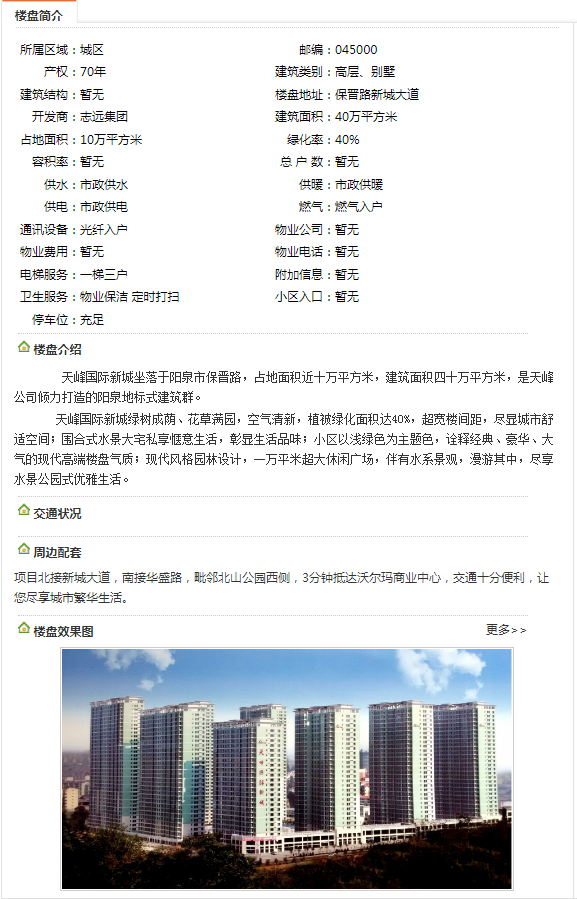 楼盘简介
所属区域：城区 邮编：045000
产权：70年 建筑类别：高层、别墅
建筑结构：暂无 楼盘地址：保晋路新城大道
开发商：志远集团 建筑面积：40万平方米
占地面积：10万平方米 绿化率：40%
容积率：暂无 总 户 数：暂无
供水：市政供水 供暖：市政供暖
供电：市政供电 燃气：燃气入户
通讯设备：光纤入户 物业公司：暂无
物业费用：暂无 物业电话：暂无
电梯服务：一梯三户 附加信息：暂无
卫生服务：物业保洁 定时打扫 小区入口：暂无
停车位：充足
楼盘介绍
天峰国际新城坐落于阳泉市保晋路，占地面积近十万平方米，建筑面积四十万平方米，是天峰
公司倾力打造的阳泉地标式建筑群。
天峰国际新城绿树成荫、花草满园，空气清新，植被绿化面积达40%，超宽楼间距，尽显城市舒
适空间；围合式水景大宅私享惬意生活，彰显生活品味；小区以浅绿色为主题色，诠释经典、豪华、大
气的现代高端楼盘气质；现代风格园林设计，一万平米超大休闲广场，伴有水系景观，漫游其中，尽享
水景公园式优雅生活。
交通状况
周边配套
项目北接新城大道，南接华盛路，毗邻北山公园西侧，3分钟抵达沃尔玛商业中心，交通十分便利，让
您尽享城市繁华生活。
楼盘效果图 更多>>
天峰国际新城